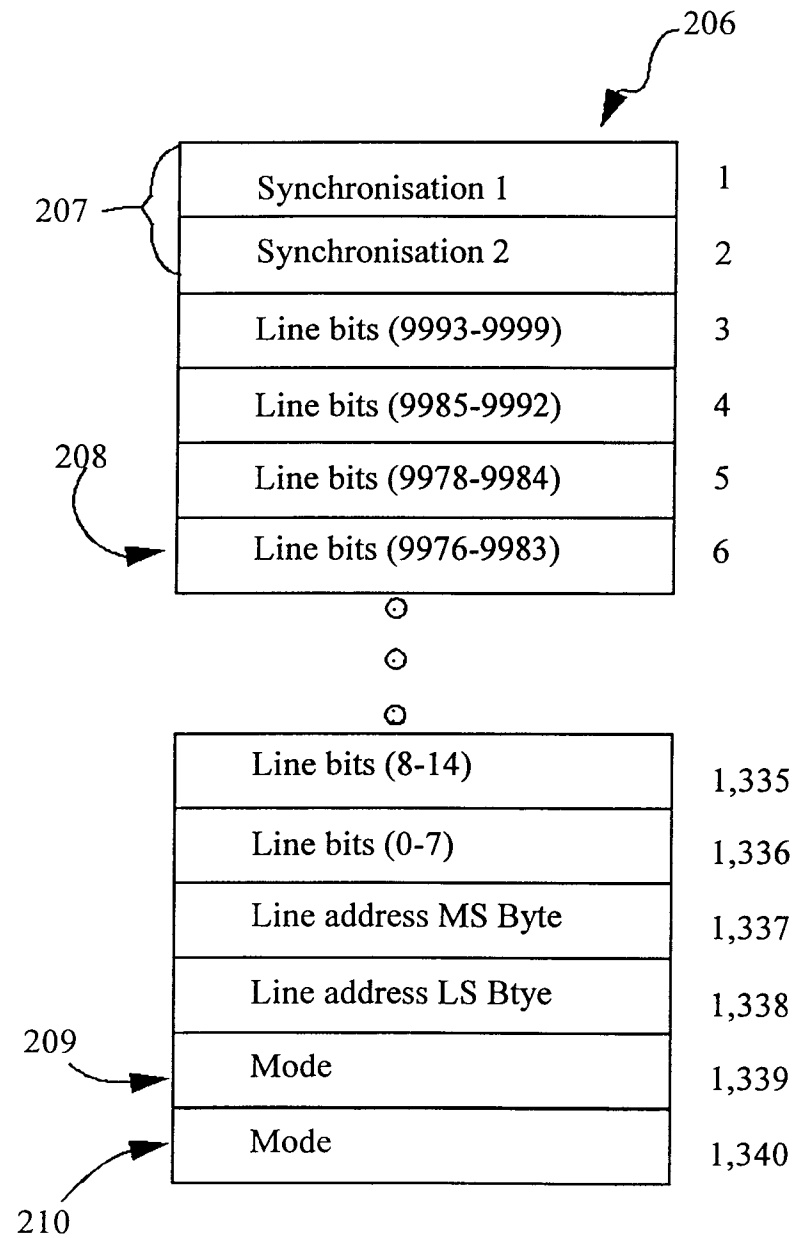 206
207
Synchronisation 1 1
Synchronisation 2 2
Line bits (9993-9999) 3
Line bits (9985-9992) 4
208
Line bits (9978-9984) 5
Line bits (9976-9983) 6
Line bits (8-14) 1,335
Line bits (0-7) 1,336
Line address MS Byte 1,337
Line address LS Btye 1,338
209
Mode 1,339
Mode 1,340
210